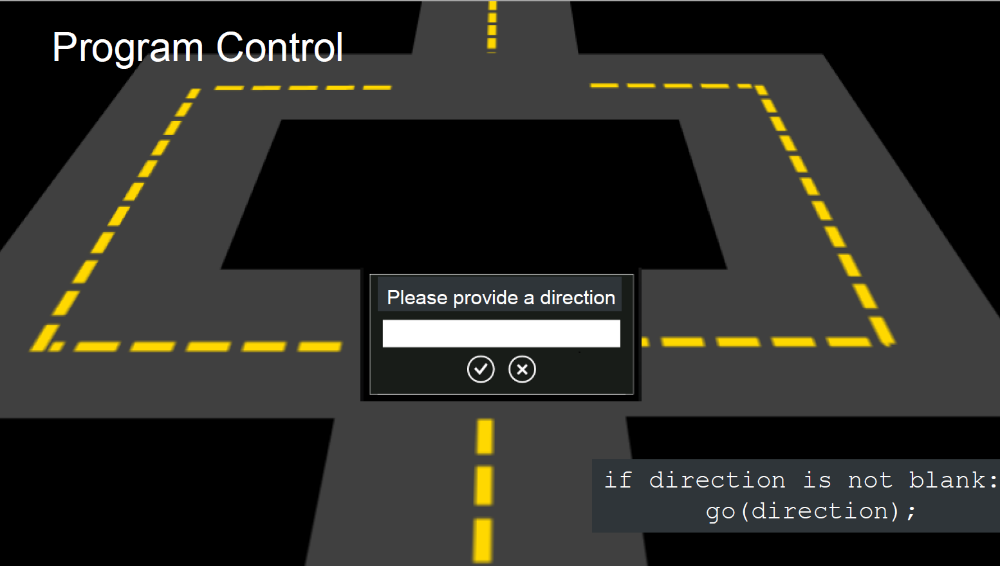 Program Control
Please provide a direction
if direction is not blank:
go(direction);